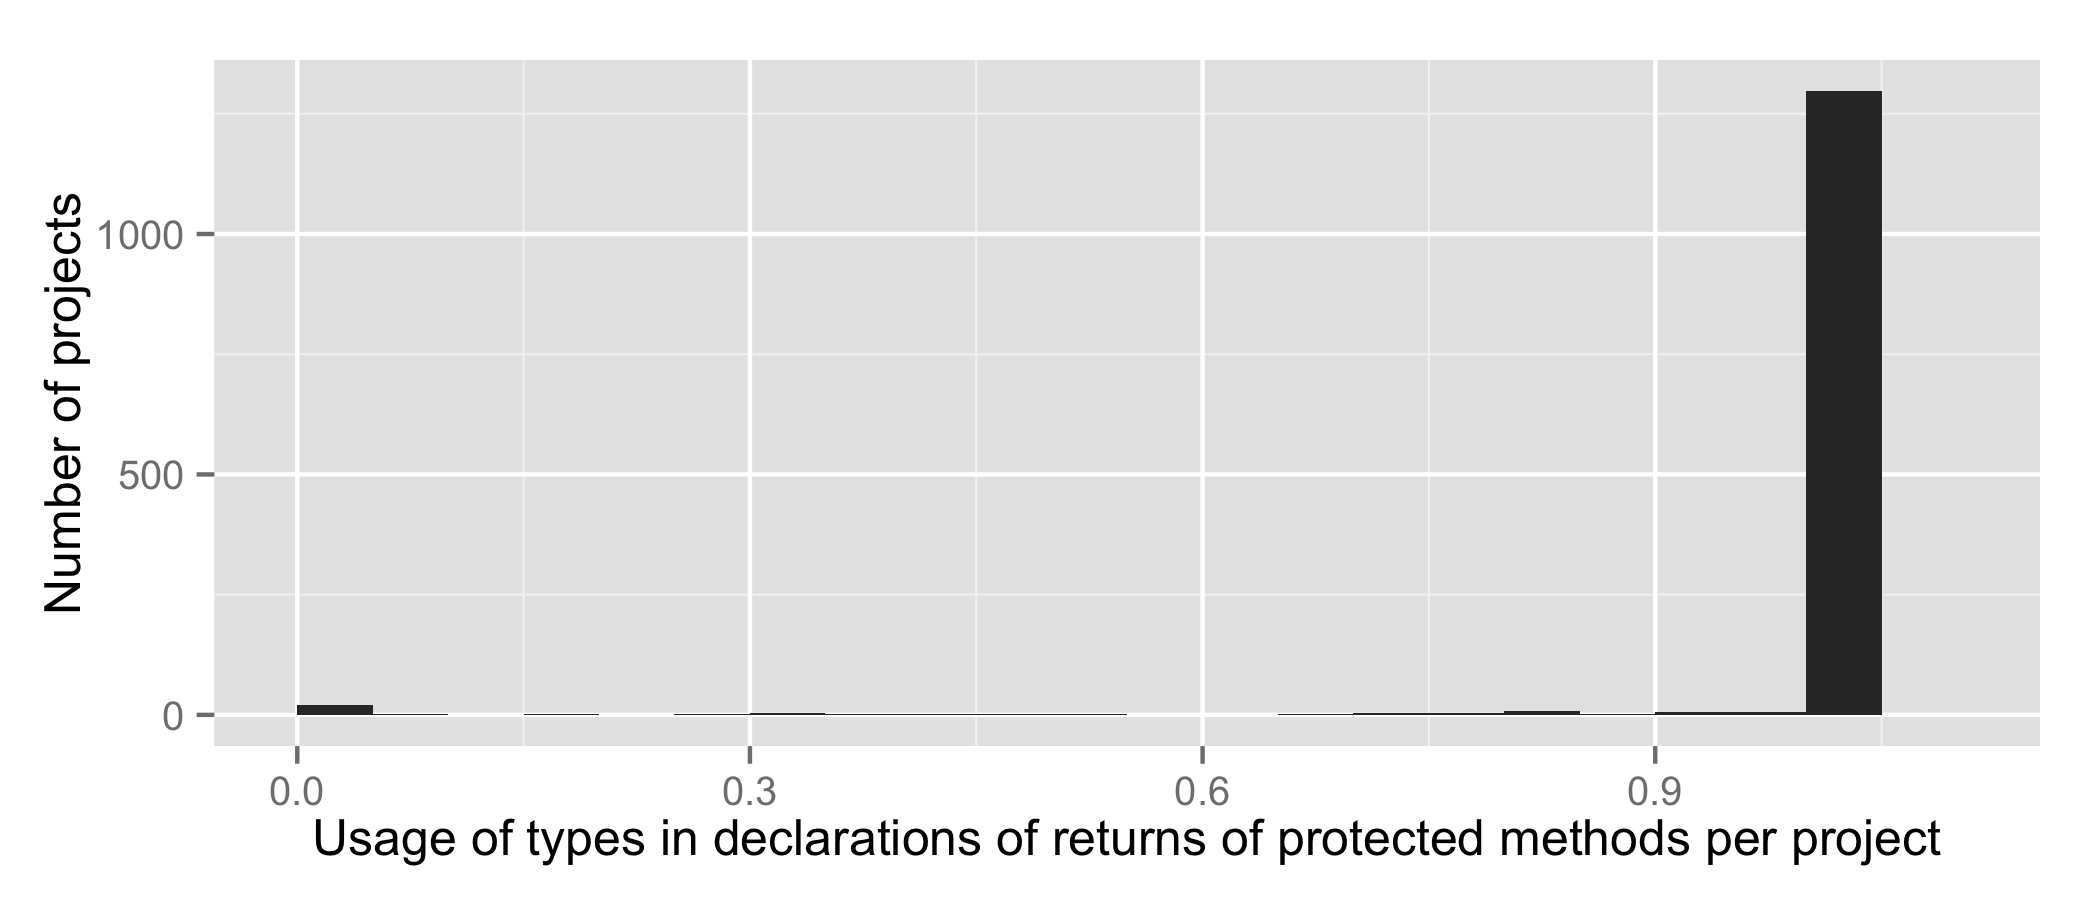 Number of projects
1000
500
0
0.0 0.3 0.6 0.9
Usage of types in declarations of returns of protected methods per project